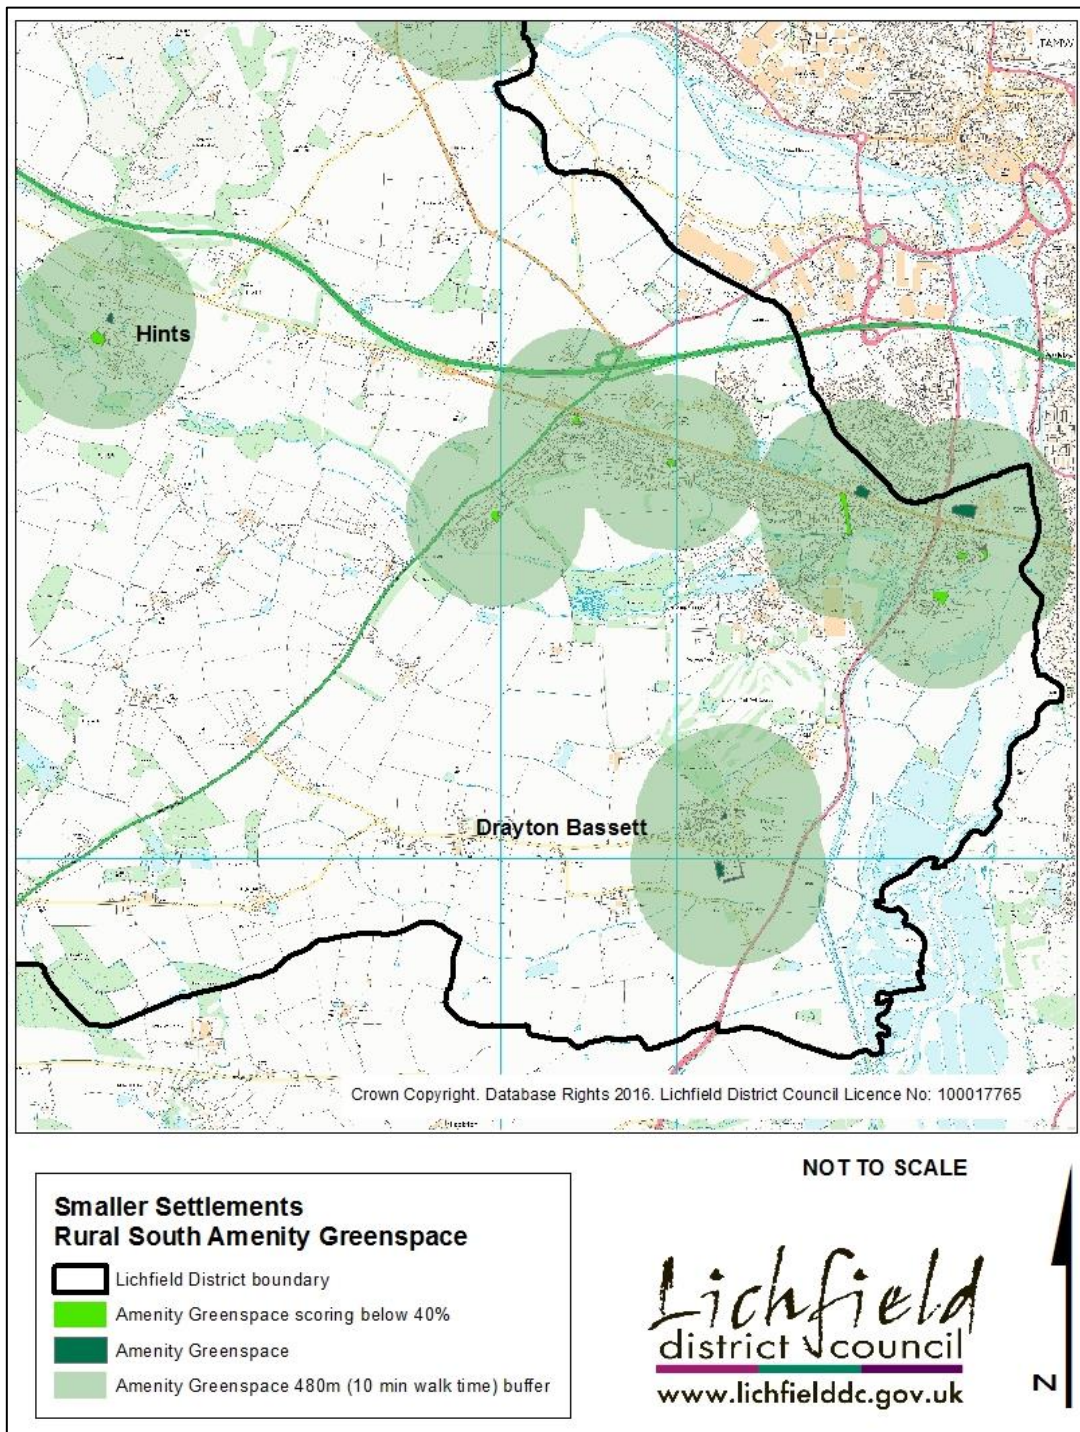 Hints
Drayton Bassett
Crown Copyright. Database Rights 2016. Lichfield District Council Licence No: 100017765
NOT TO SCALE
Smaller Settlements
Rural South Amenity Greenspace
Lichfield District boundary
Amenity Greenspace scoring below 40%
Amenity Greenspace
Amenity Greenspace 480m (10 min walk time) buffer
Lichfield
district council
www.lichfielddc.gov.uk
N